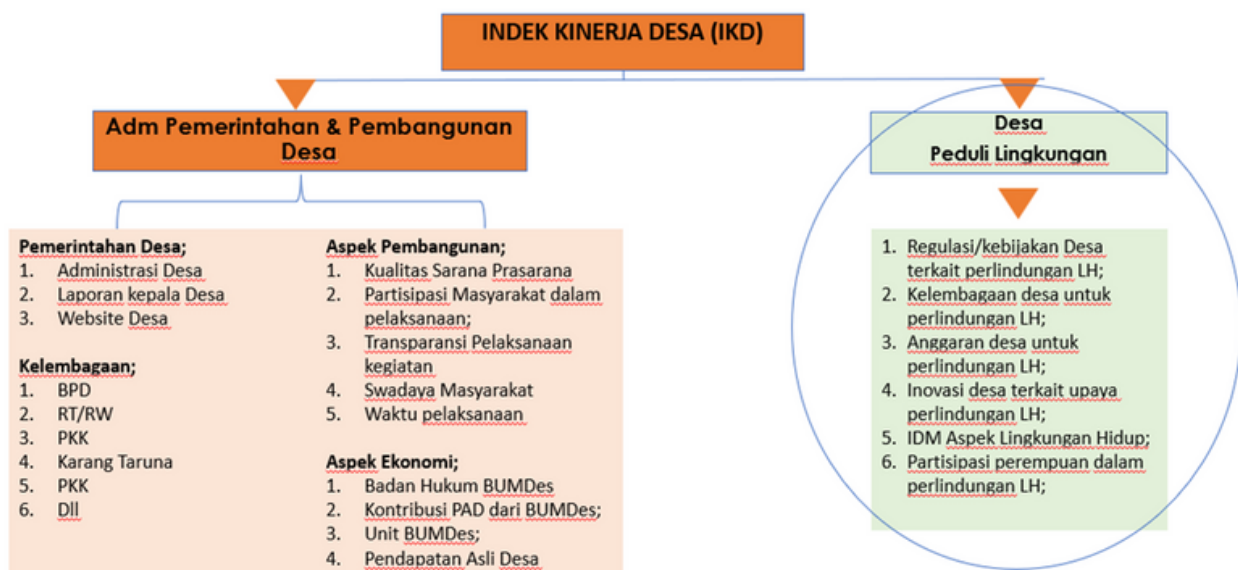 INDEK KINERJA DESA (IKD)
Adm Pemerintahan & Pembangunan
Desa
Pemerintahan Desa;
1. Administrasi Desa
2. Laporan kepala Desa
3. Website Desa
Kelembagaan;
1. BPD
2. RT/RW
3. PKK
4. Karang Taruna
5. PKK
6. Dll
Aspek Pembangunan;
1. Kualitas Sarana Prasarana
2. Partisipasi Masyarakat dalam
pelaksanaan;
3. Transparansi Pelaksanaan
kegiatan
4. Swadaya Masyarakat
5. Waktu pelaksanaan
Aspek Ekonomi;
1. Badan Hukum BUMDes
2. Kontribusi PAD dari BUMDes;
3. Unit BUMDes;
4. Pendapatan Asli Desa
Desa
Peduli Lingkungan
1. Regulasi/kebijakan Desa
terkait perlindungan LH;
2. Kelembagaan desa untuk
perlindungan LH;
3. Anggaran desa untuk
perlindungan LH;
4. Inovasi desa terkait upaya
perlindungan LH;
5. IDM Aspek Lingkungan Hidup;
6. Partisipasi perempuan dalam
perlindungan LH;